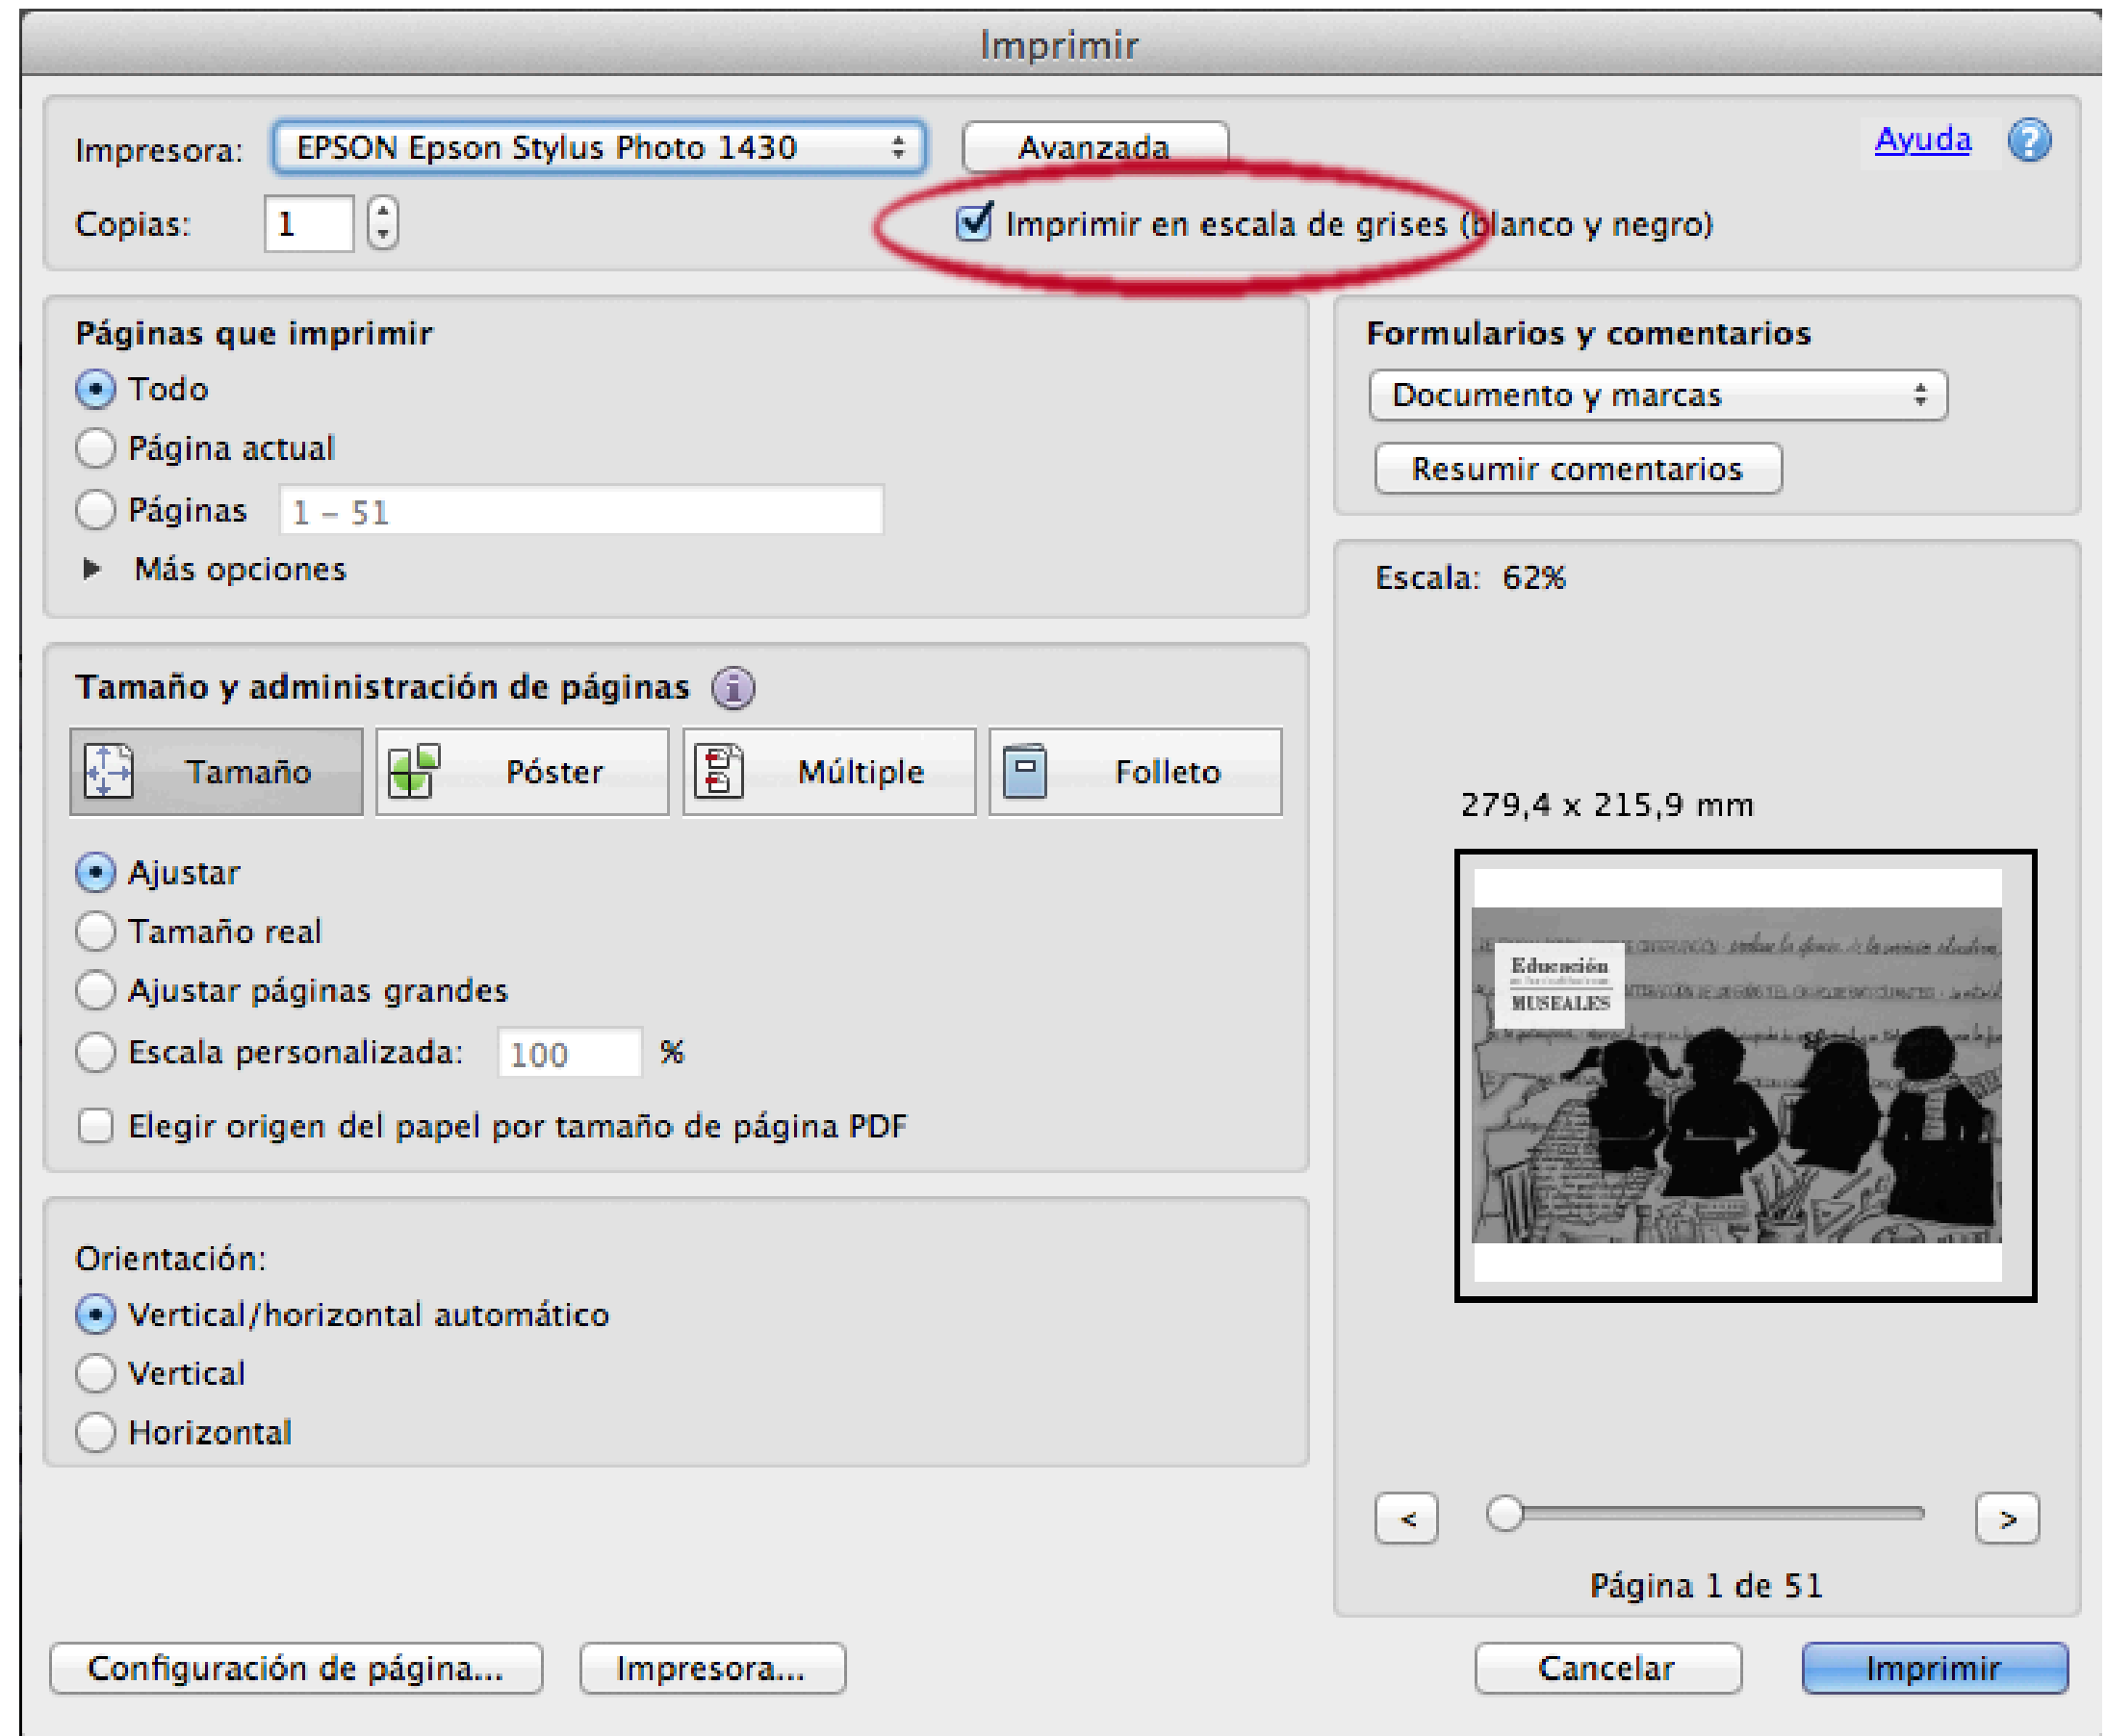 Imprimir
Impresora: EPSON Epson Stylus Photo 1430 Avanzada Ayuda ?
Copias: 1 Imprimir en escala de grises (blanco y negro)
Páginas que imprimir
Todo
Página actual
Páginas 1 – 51
Más opciones
Formularios y comentarios
Documento y marcas
Resumir comentarios
Tamaño y administración de páginas i
Tamaño Póster Múltiple Folleto
Ajustar
Tamaño real
Ajustar páginas grandes
Escala personalizada: 100 %
Elegir origen del papel por tamaño de página PDF
Orientación:
Vertical/horizontal automático
Vertical
Horizontal
Escala: 62%
279,4 x 215,9 mm
Educación
MUSEALES
< >
Página 1 de 51
Configuración de página... Impresora... Cancelar Imprimir